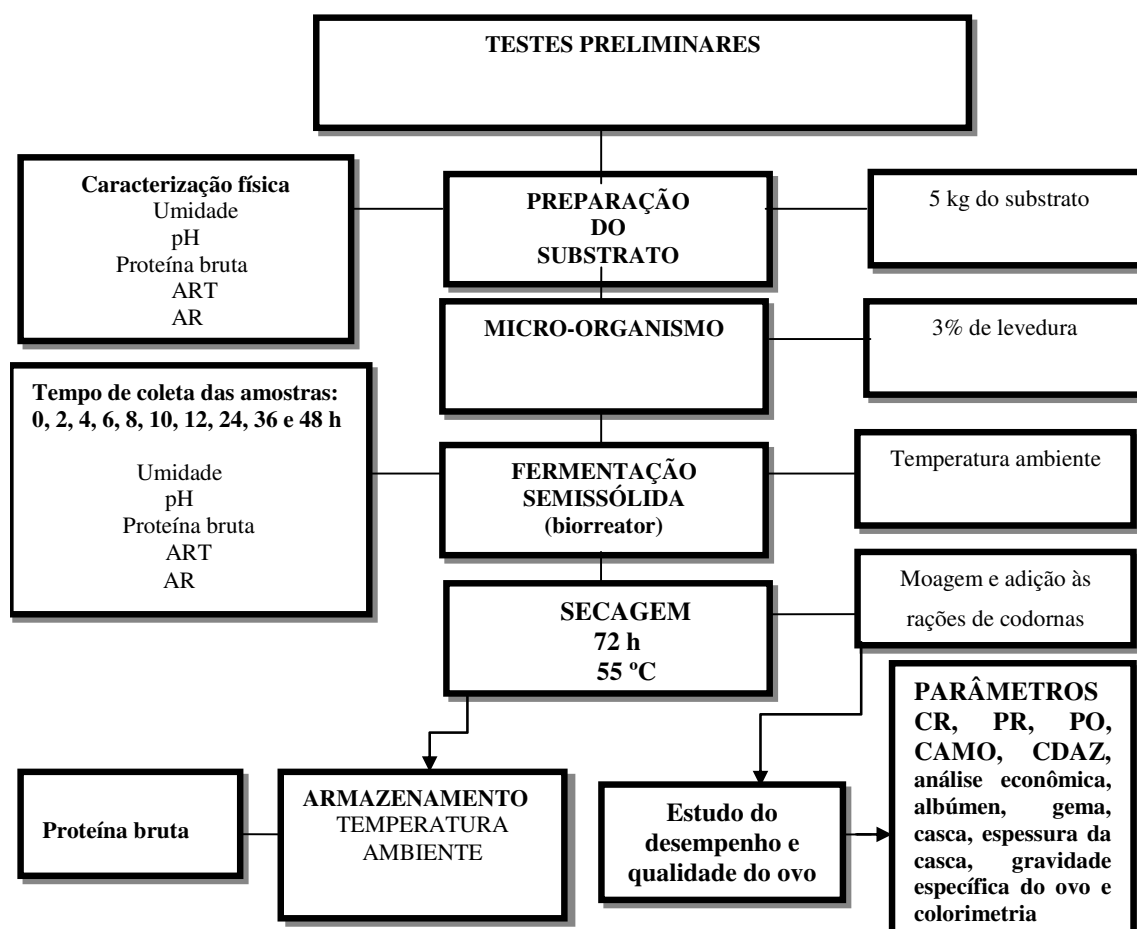 TESTES PRELIMINARES
Caracterização física
Umidade
pH
Proteína bruta
ART
AR
PREPARAÇÃO
DO
SUBSTRATO
5 kg do substrato
MICRO-ORGANISMO
3% de levedura
Tempo de coleta das amostras:
0, 2, 4, 6, 8, 10, 12, 24, 36 e 48 h
Umidade
pH
Proteína bruta
ART
AR
FERMENTAÇÃO
SEMISSÓLIDA
(biorreator)
Temperatura ambiente
SECAGEM
72 h
55 ºC
Moagem e adição às
rações de codornas
Proteína bruta
ARMAZENAMENTO
TEMPERATURA
AMBIENTE
Estudo do
desempenho e
qualidade do ovo
PARÂMETROS
CR, PR, PO,
CAMO, CDAZ,
análise econômica,
albúmen, gema,
casca, espessura da
casca, gravidade
específica do ovo e
colorimetria